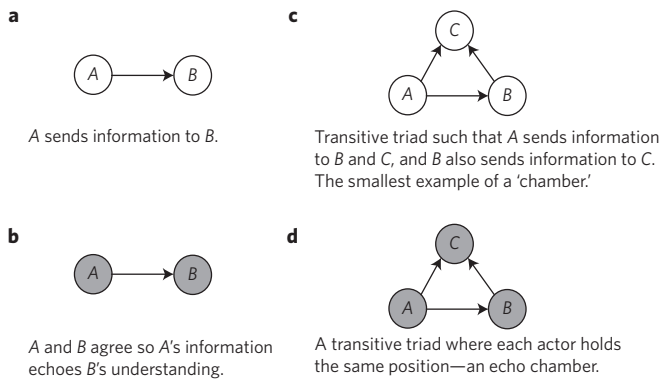 a
A
B
A sends information to B.
b
A
B
A and B agree so A's information
echoes B's understanding.
c
C
A
B
Transitive triad such that A sends information
to B and C, and B also sends information to C.
The smallest example of a 'chamber.'
d
C
A
B
A transitive triad where each actor holds
the same position—an echo chamber.